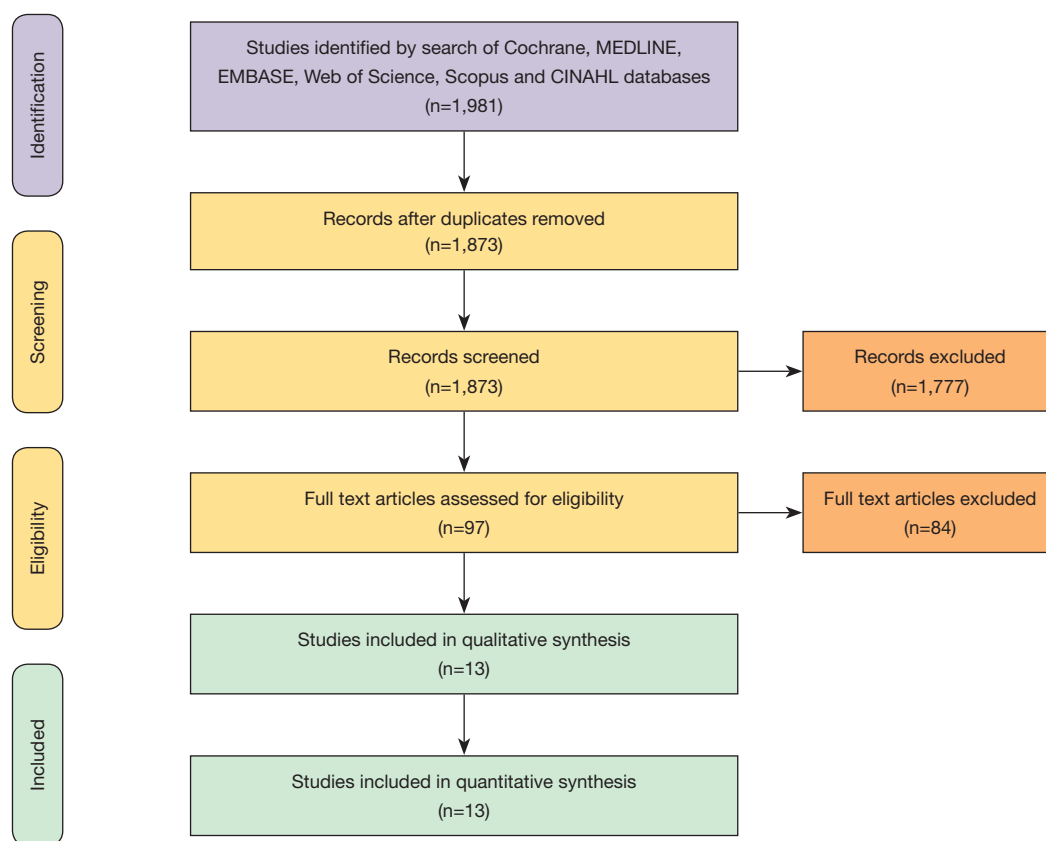 Identification
Studies identified by search of Cochrane, MEDLINE,
EMBASE, Web of Science, Scopus and CINAHL databases
(n=1,981)
Screening
Records after duplicates removed
(n=1,873)
Records screened
(n=1,873)
Records excluded
(n=1,777)
Eligibility
Full text articles assessed for eligibility
(n=97)
Full text articles excluded
(n=84)
Included
Studies included in qualitative synthesis
(n=13)
Studies included in quantitative synthesis
(n=13)